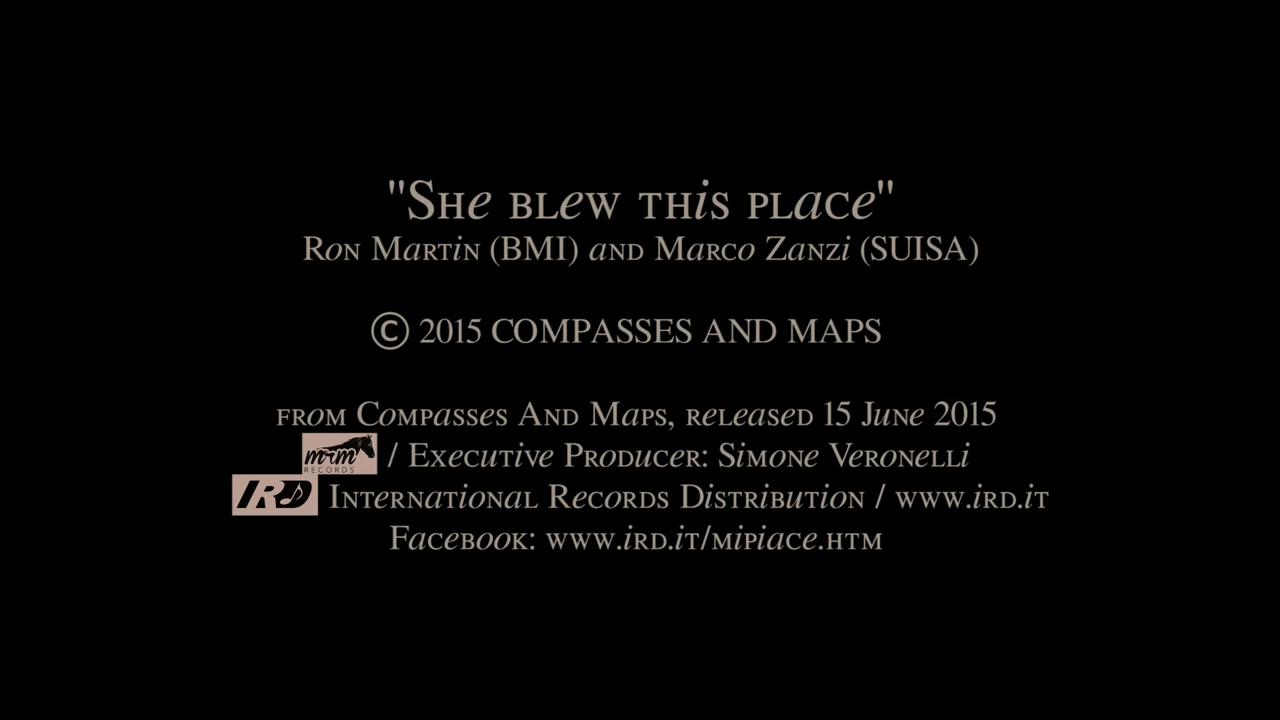 "She blew this place"
Ron Martin (BMI) and Marco Zanzi (SUISA)
© 2015 COMPASSES AND MAPS
from Compasses And Maps, released 15 June 2015
mrm RECORDS / Executive Producer: Simone Veronelli
IRD International Records Distribution / www.ird.it
Facebook: www.ird.it/mipiace.htm